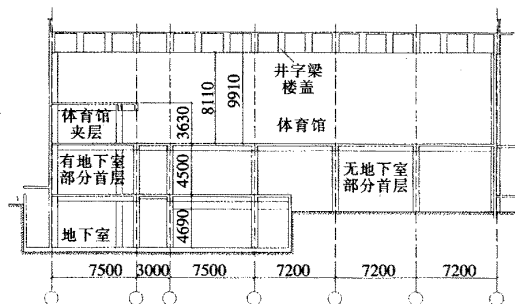 井字梁
楼盖
8110
9910
体育馆
夹层
3630
体育馆
有地下室
部分首层
4500
无地下室
部分首层
地下室
4690
7500
3000
7500
7200
7200
7200